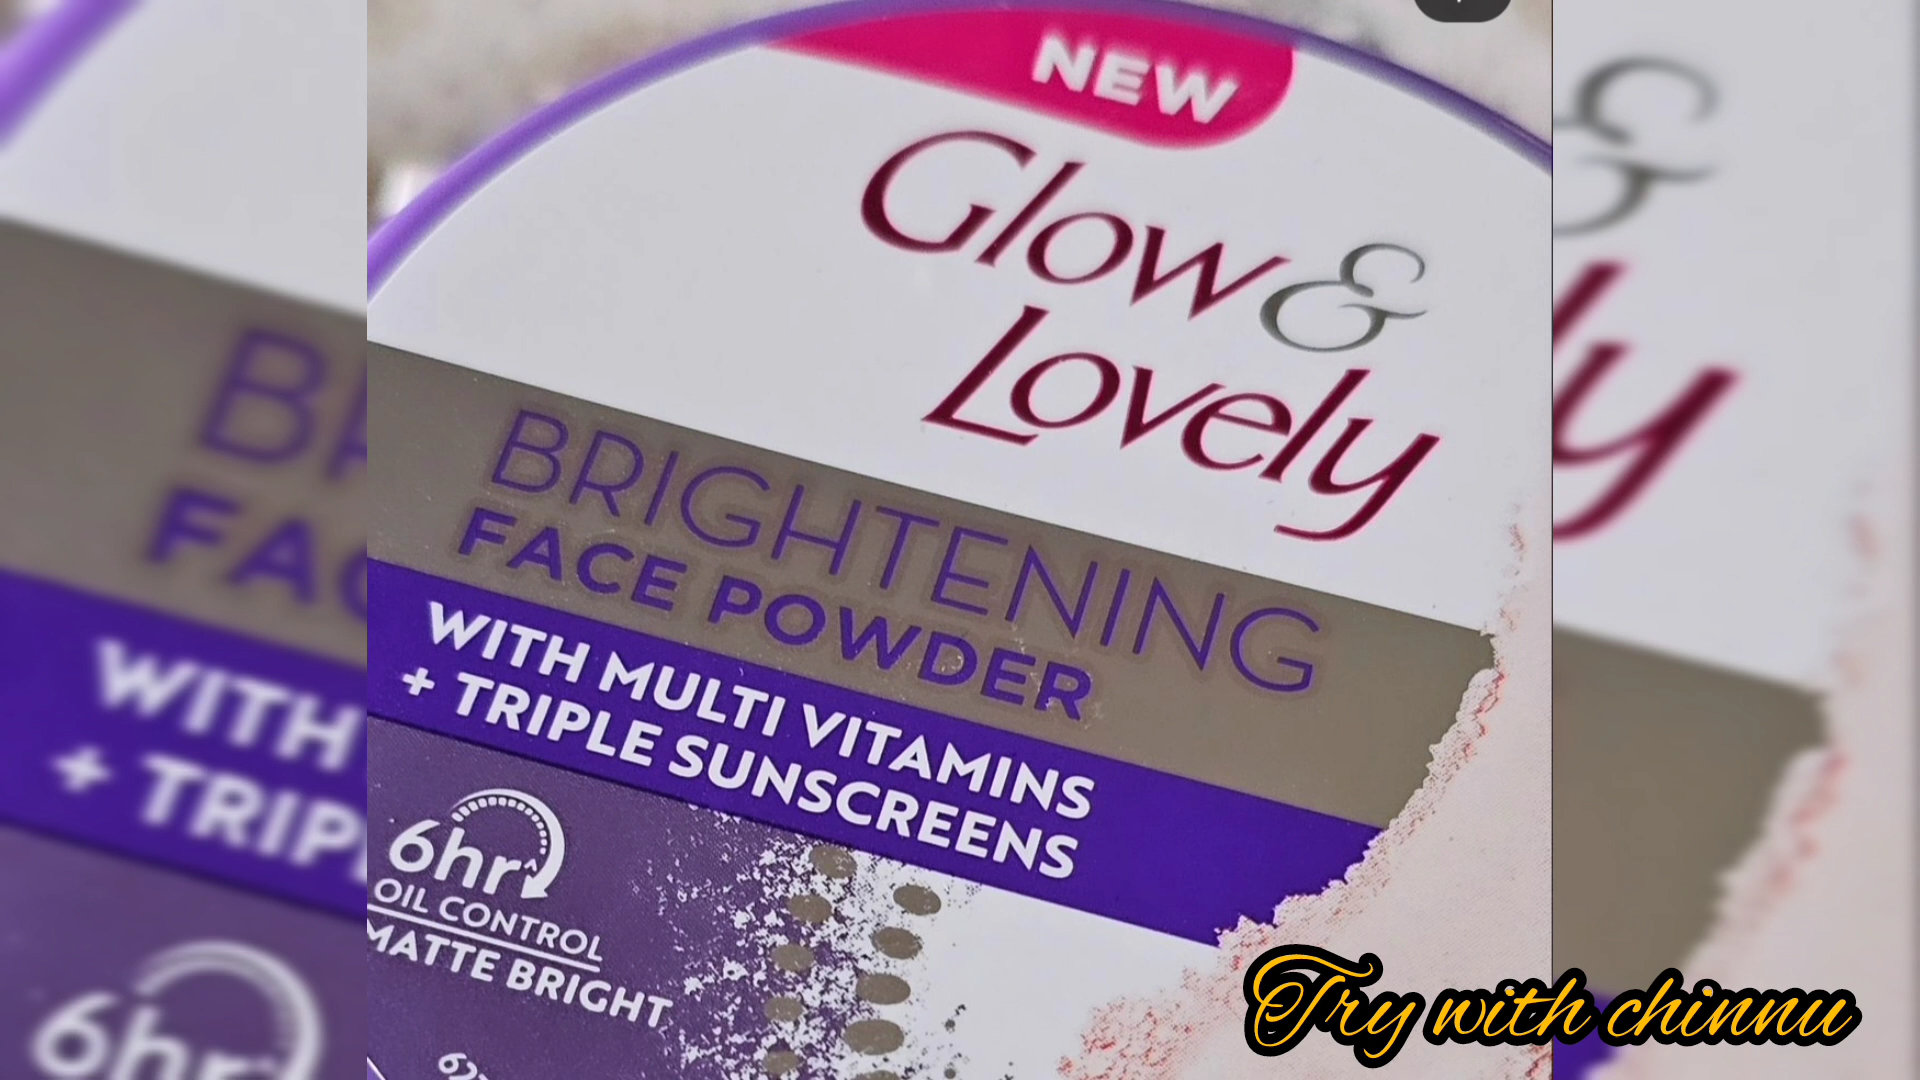 NEW
Glow &
Lovely
BRIGHTENING
FACE POWDER
WITH MULTI VITAMINS
+ TRIPLE SUNSCREENS
6hr
OIL CONTROL
MATTE BRIGHT
Try with chinnu